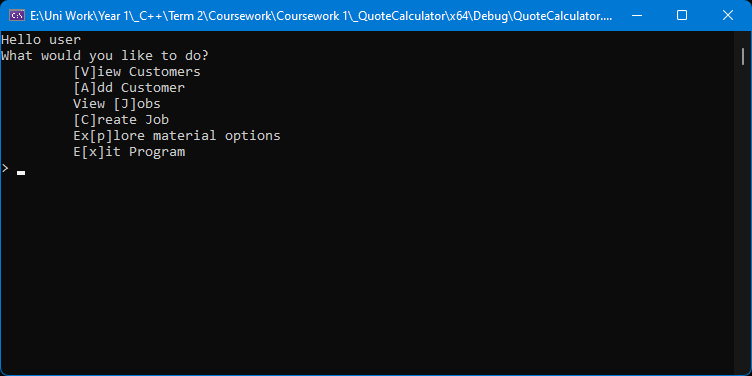 E:\Uni Work\Year 1\_C++\Term 2\Coursework\Coursework 1\_QuoteCalculator\x64\Debug\QuoteCalculator....
Hello user
What would you like to do?
[V]iew Customers
[A]dd Customer
View [J]obs
[C]reate Job
Ex[p]lore material options
E[x]it Program
>